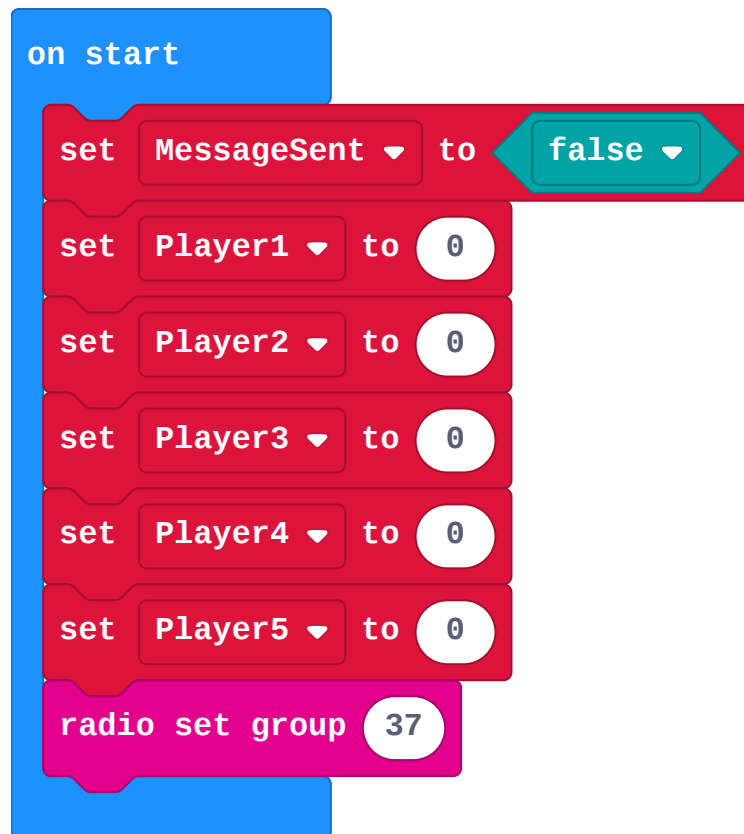 on start
set MessageSent to false
set Player1 to 0
set Player2 to 0
set Player3 to 0
set Player4 to 0
set Player5 to 0
radio set group 37